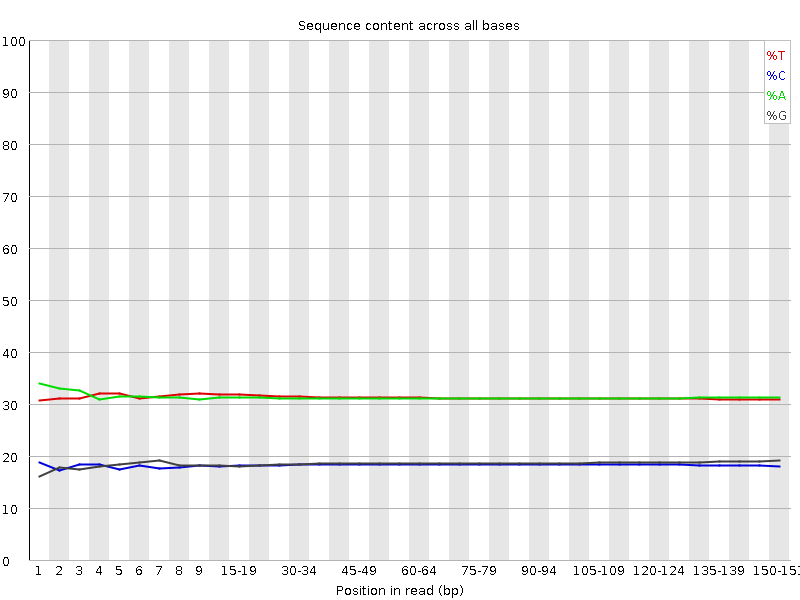 Sequence content across all bases
100
90
80
70
60
50
40
30
20
10
0
%T
%C
%A
%G
1 2 3 4 5 6 7 8 9 15-19 30-34 45-49 60-64 75-79 90-94 105-109 120-124 135-139 150-151
Position in read (bp)